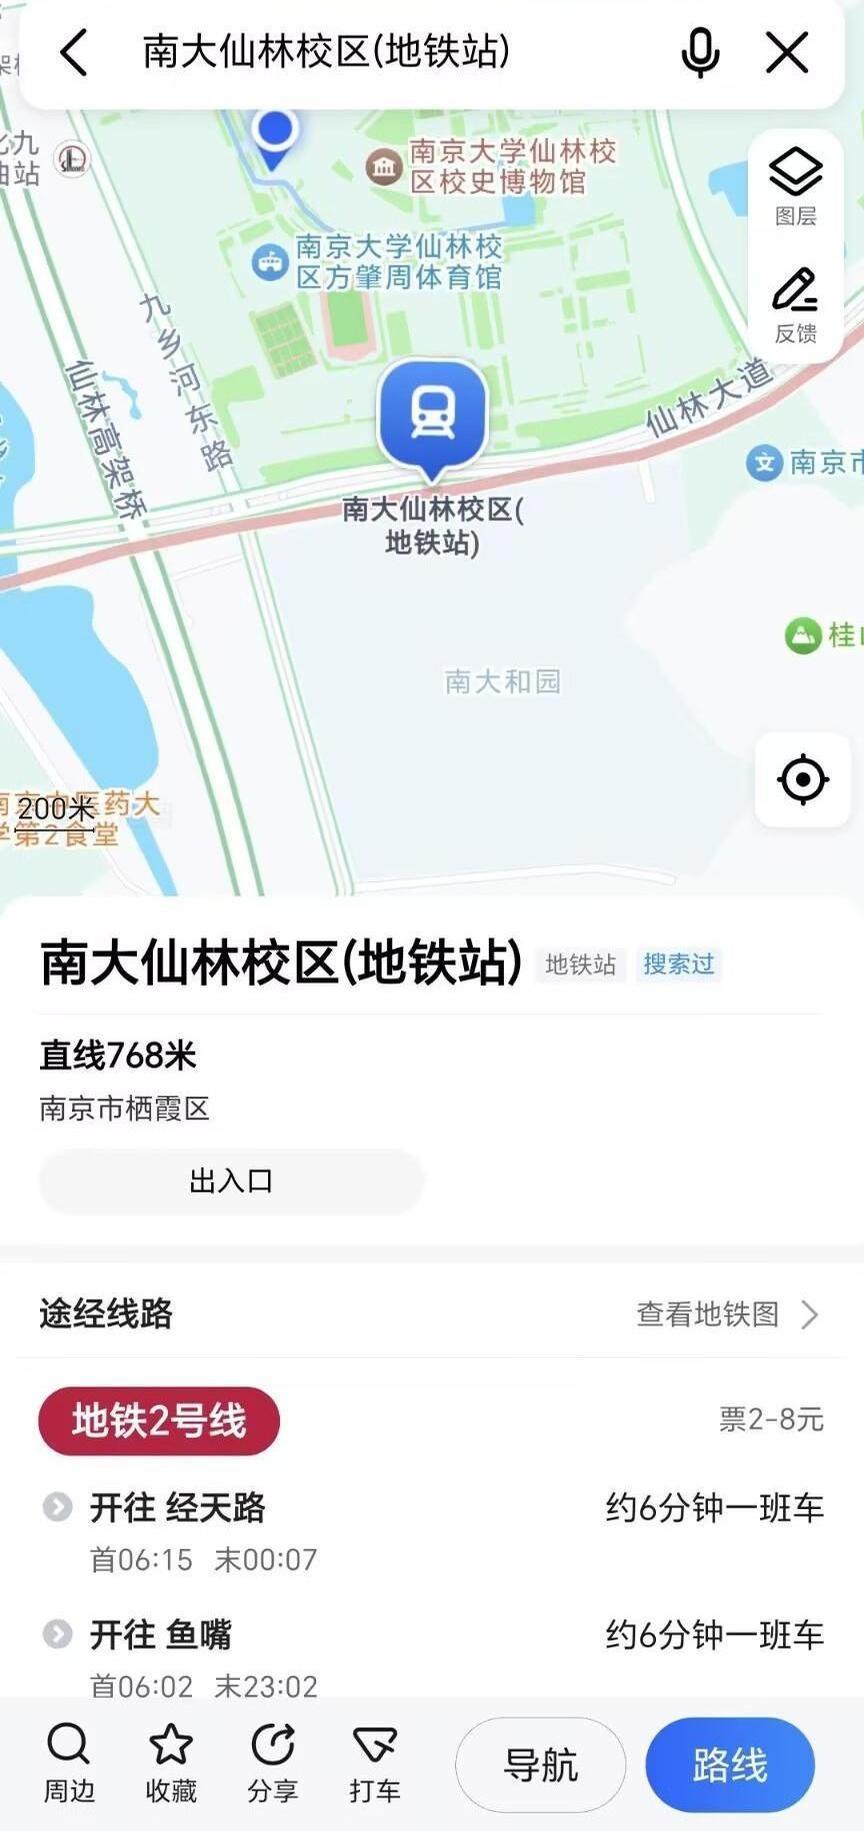 南大仙林校区(地铁站)
南京大学仙林校
区校史博物馆
图层
南京大学仙林校
区方肇周体育馆
反馈
九乡河东路
仙林高架桥
仙林大道
南京市
南大仙林校区(
地铁站)
南大和园
200米
学第2食堂
南大仙林校区(地铁站) 地铁站 搜索过
直线768米
南京市栖霞区
出入口
途经线路 查看地铁图
地铁2号线 票2-8元
开往 经天路 约6分钟一班车
首06:15 末00:07
开往 鱼嘴 约6分钟一班车
首06:02 末23:02
周边 收藏 分享 打车 导航 路线